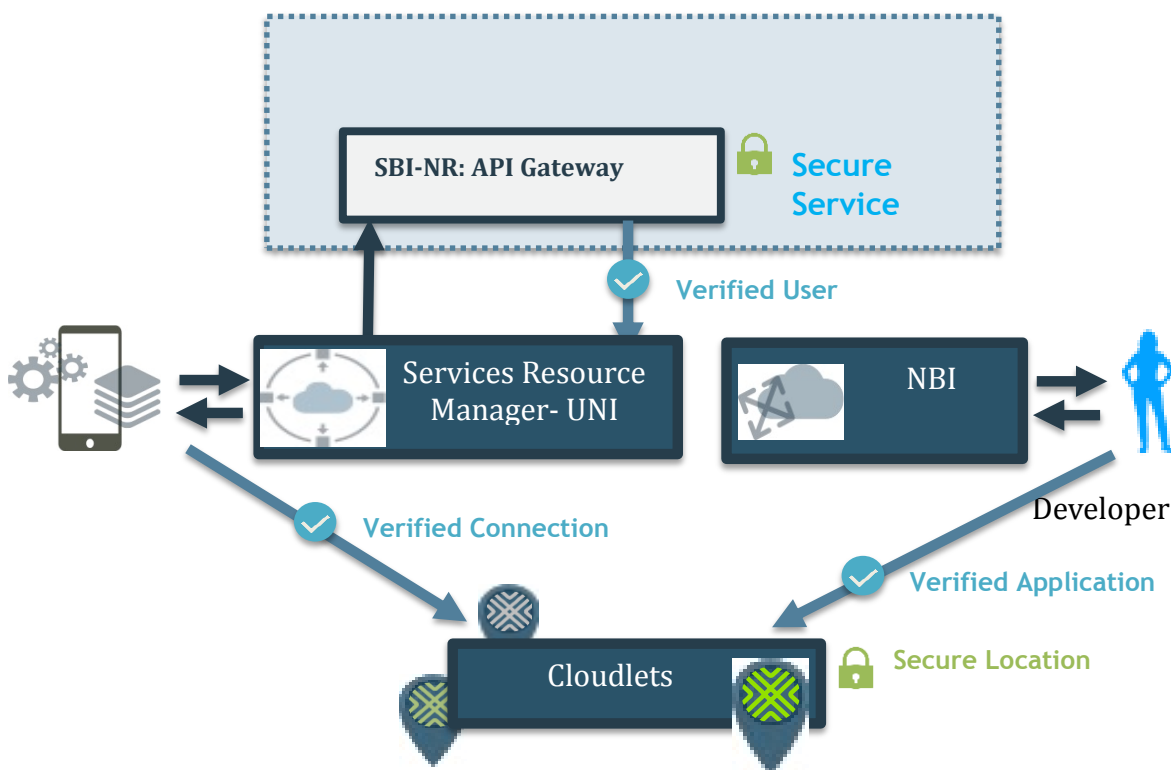 SBI-NR: API Gateway
Secure
Service
Verified User
Services Resource
Manager- UNI
NBI
Developer
Verified Connection
Verified Application
Cloudlets
Secure Location